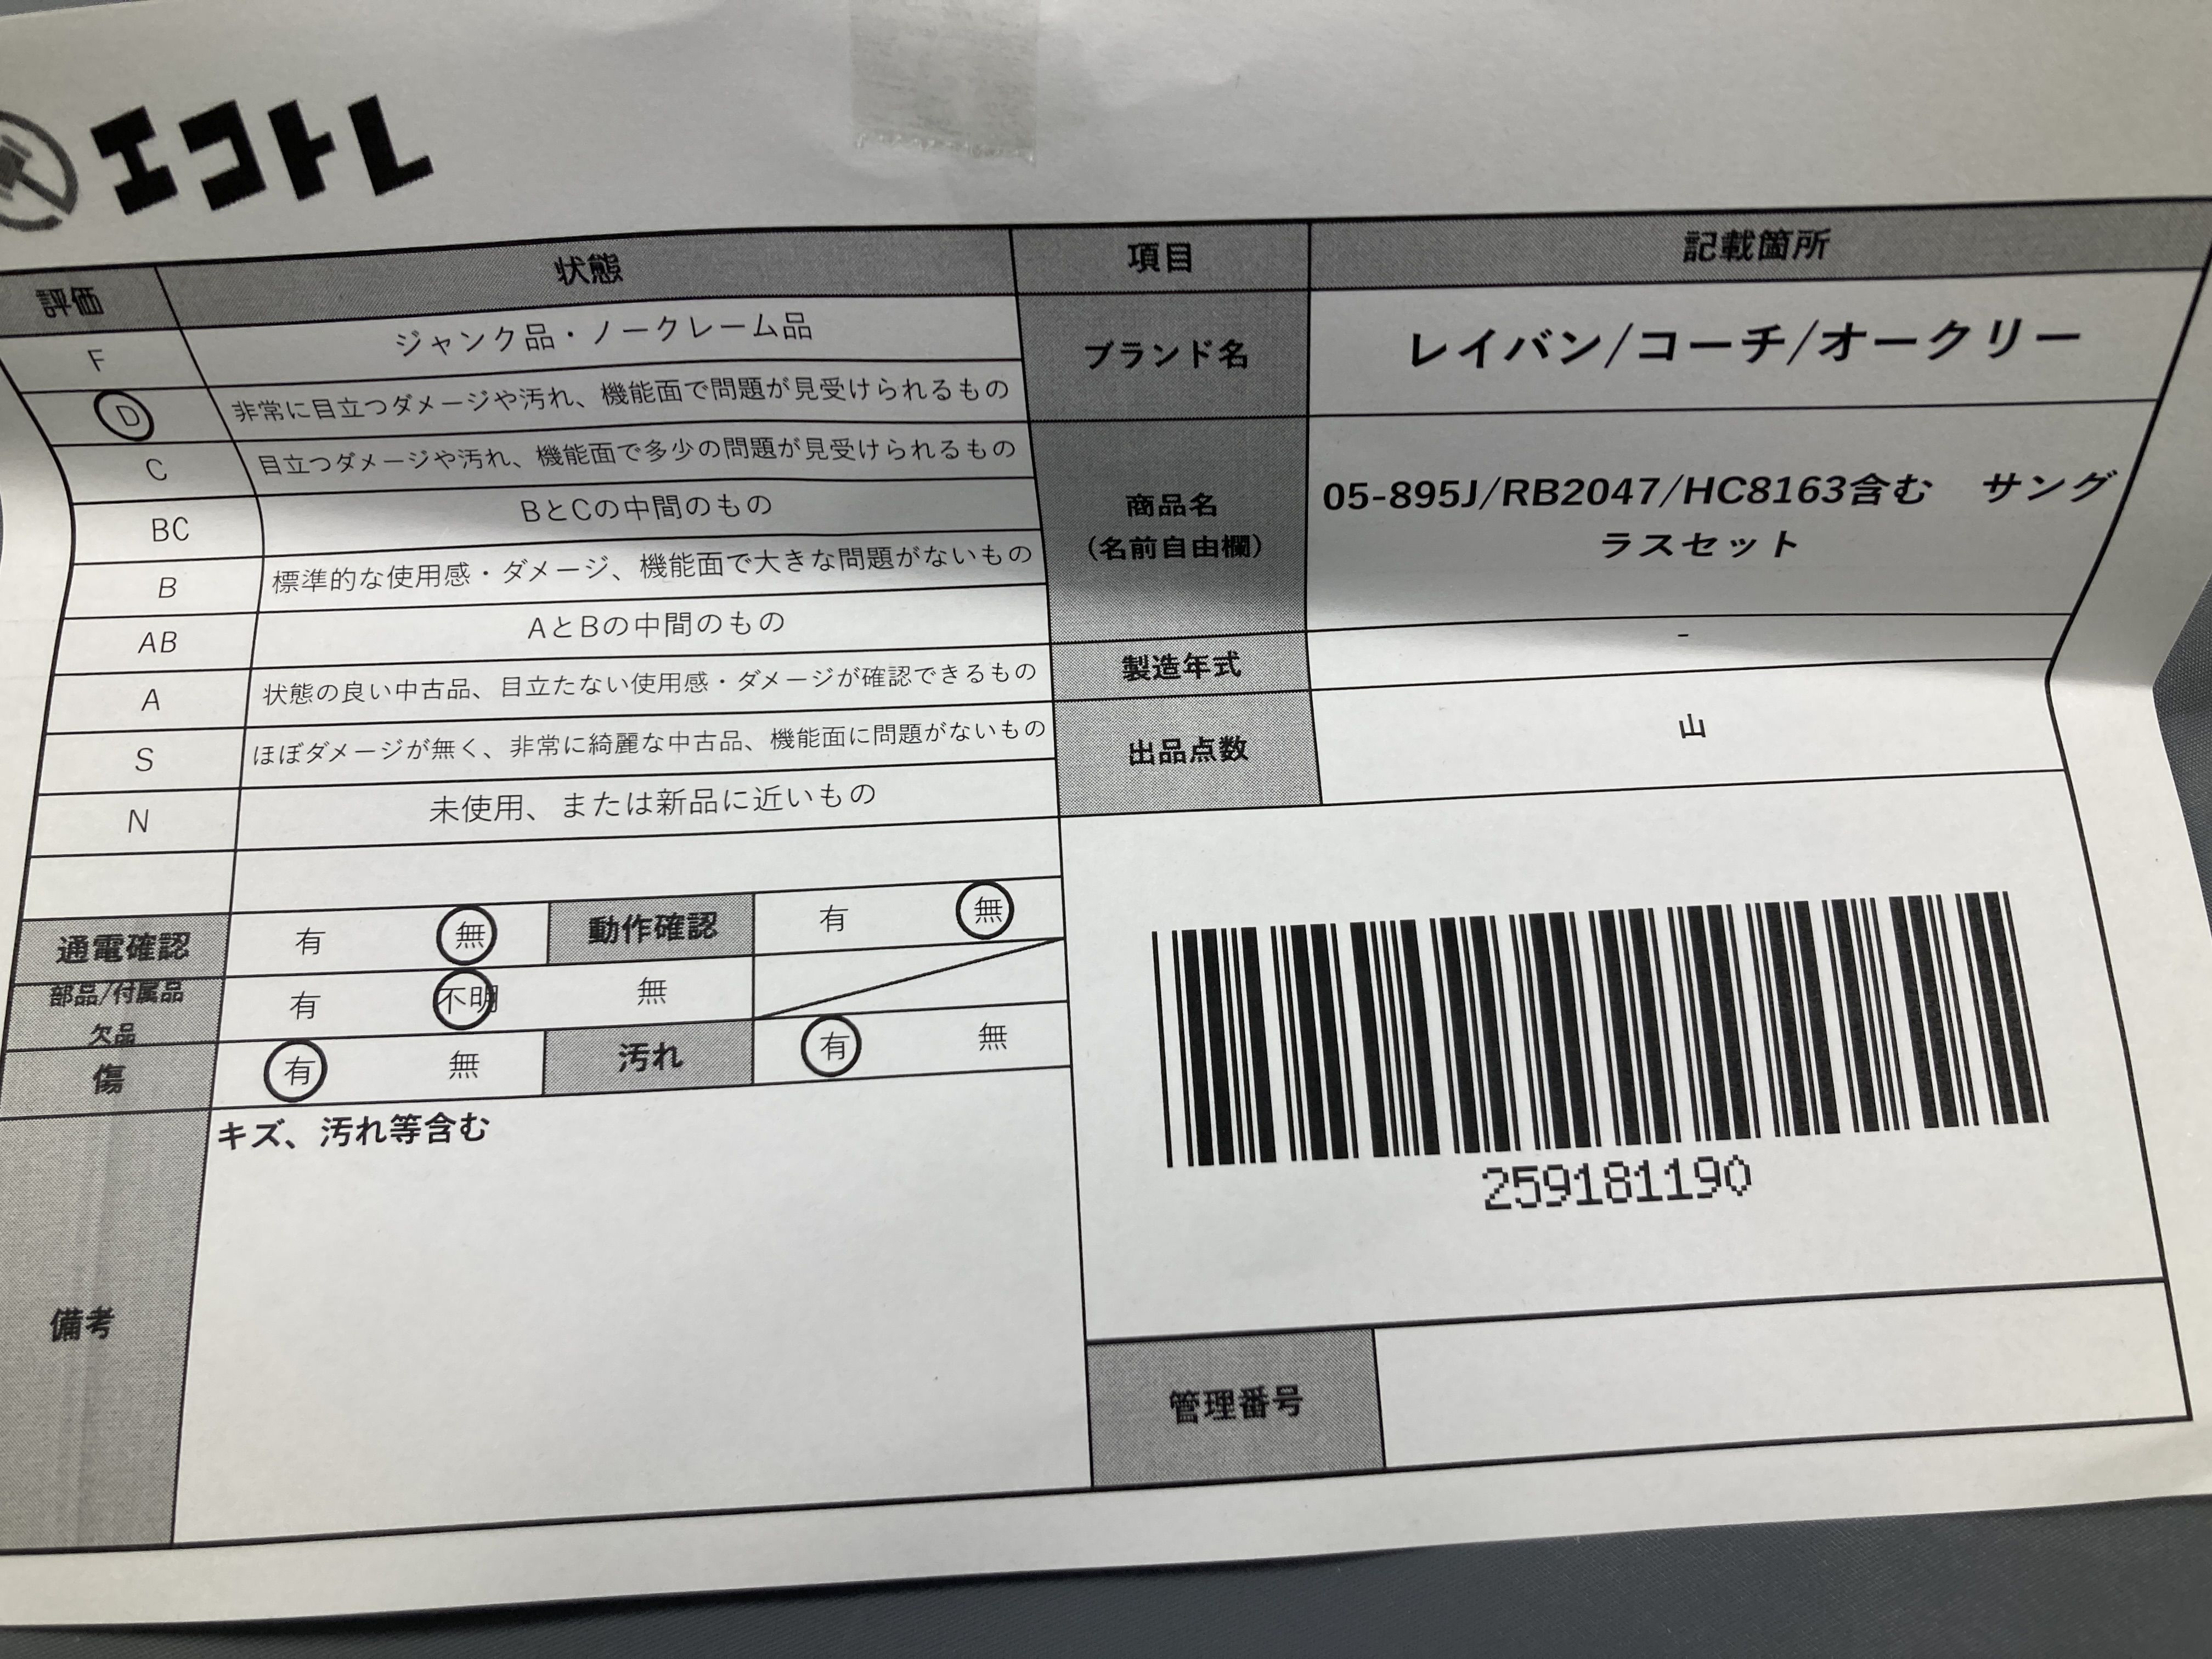 エコトレ
評価 状態
F ジャンク品・ノークレーム品
D 非常に目立つダメージや汚れ、機能面で問題が見受けられるもの
C 目立つダメージや汚れ、機能面で多少の問題が見受けられるもの
BC BとCの中間のもの
B 標準的な使用感・ダメージ、機能面で大きな問題がないもの
AB AとBの中間のもの
A 状態の良い中古品、目立たない使用感・ダメージが確認できるもの
S ほぼダメージが無く、非常に綺麗な中古品、機能面に問題がないもの
N 未使用、または新品に近いもの
通電確認 有 無 動作確認 有 無
部品/付属品
欠品 有 不明 無
傷 有 無 汚れ 有 無
備考 キズ、汚れ等含む
項目 記載箇所
ブランド名 レイバン/コーチ/オークリー
商品名
(名前自由欄)
05-895J/RB2047/HC8163含む サング
ラスセット
製造年式 -
出品点数 山
259181190
管理番号